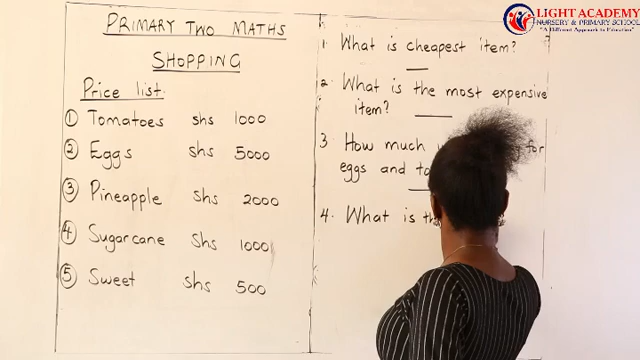 LIGHT ACADEMY
NURSERY & PRIMARY SCHOOL
"A Different Approach to Education"
PRIMARY TWO MATHS
SHOPPING
Price list:
1 Tomatoes shs 1000
2 Eggs shs 5000
3 Pineapple shs 2000
4 Sugarcane shs 1000
5 Sweet shs 500
1. What is cheapest item?
2. What is the most expensive
item?
3 How much for
eggs and
4. What is